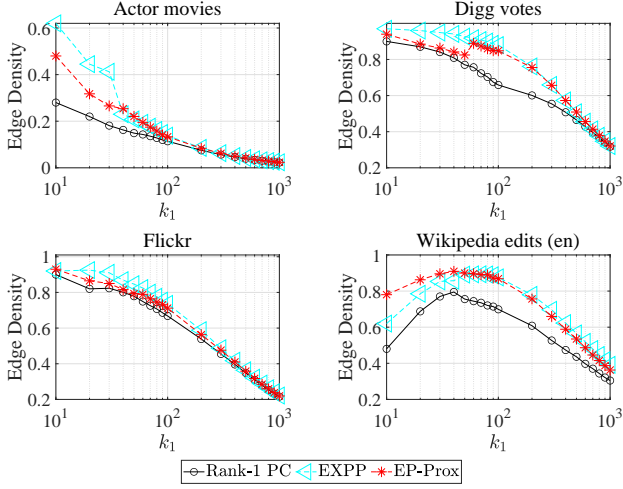 Actor movies
Digg votes
0.6
0.4
0.2
0
Edge Density
10^1
10^2
10^3
k_1
1
0.8
0.6
0.4
0.2
Edge Density
10^1
10^2
10^3
k_1
Flickr
Wikipedia edits (en)
1
0.8
0.6
0.4
0.2
Edge Density
10^1
10^2
10^3
k_1
1
0.8
0.6
0.4
0.2
Edge Density
10^1
10^2
10^3
k_1
Rank-1 PC EXPP EP-Prox